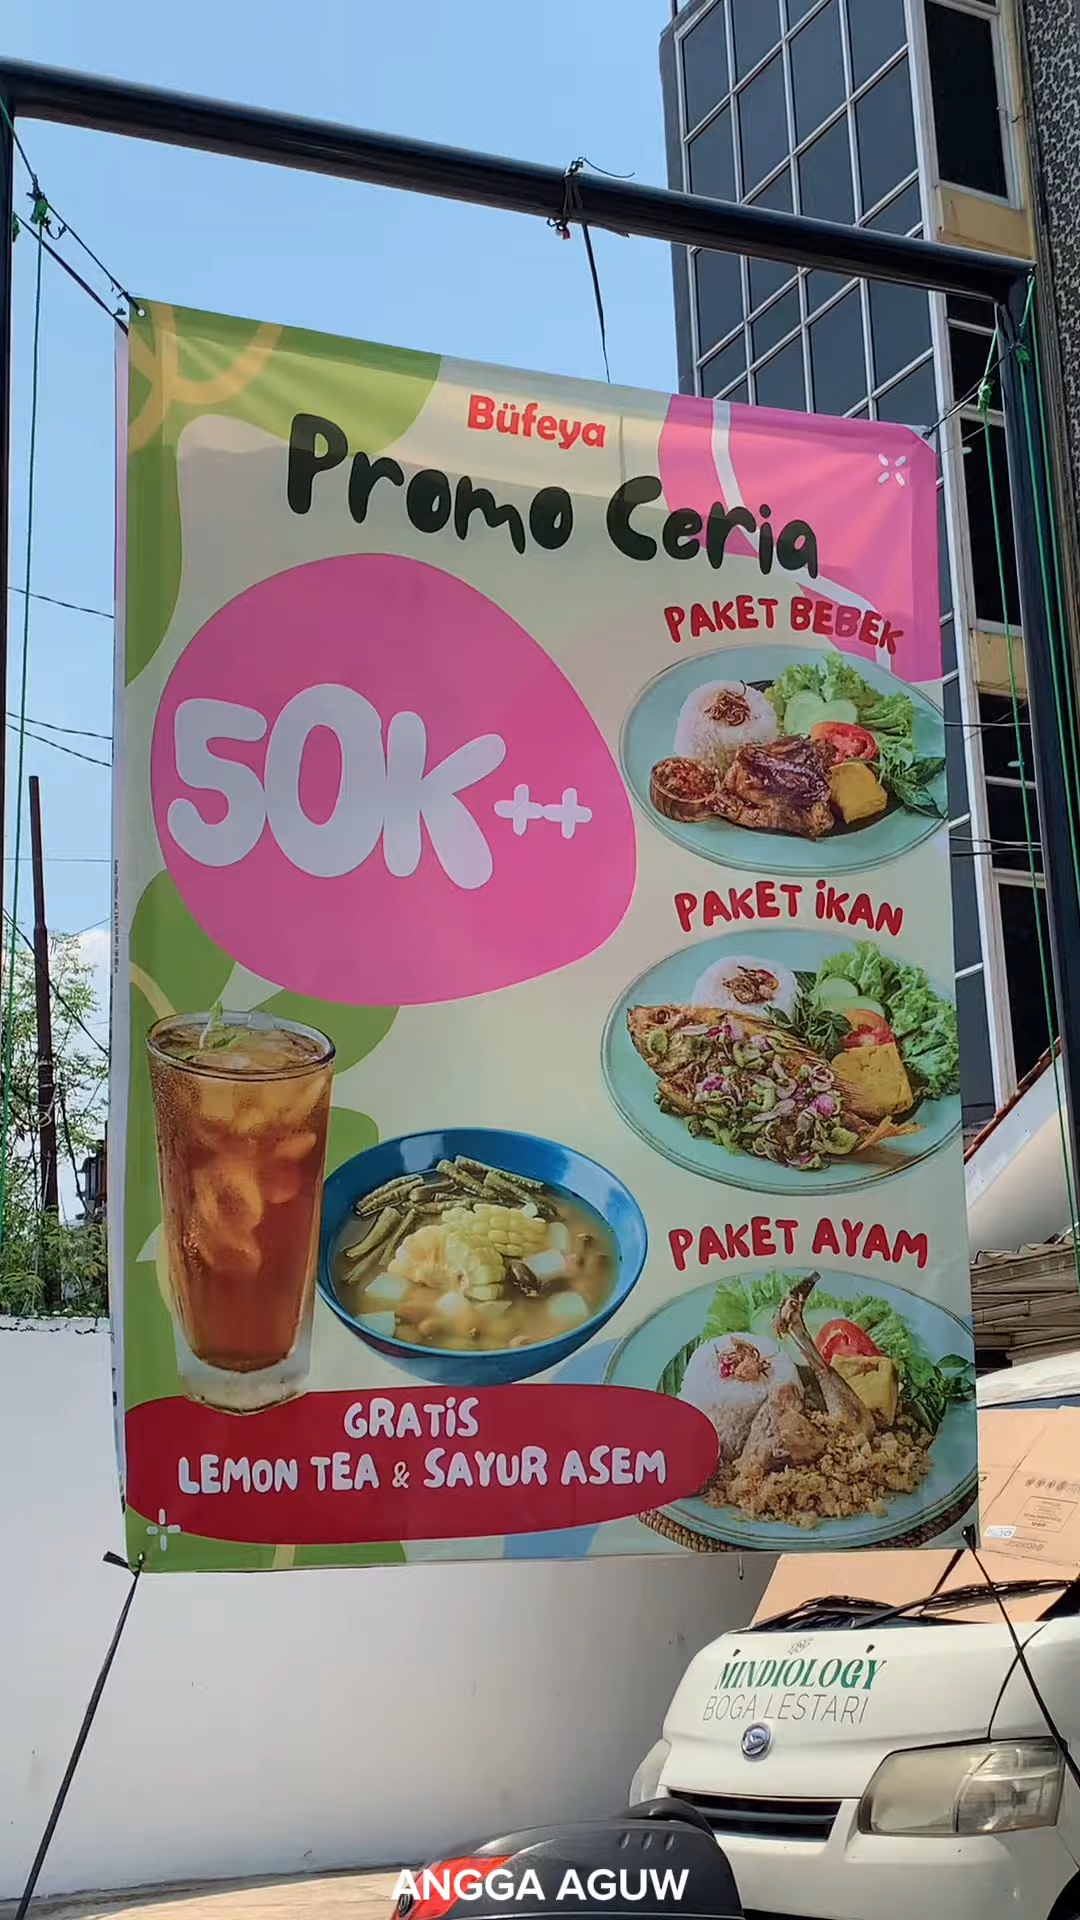 Büfeya
Promo Ceria
50K++
PAKET BEBEK
PAKET iKAN
PAKET AYAM
GRATiS
LEMON TEA & SAYUR ASEM
MINDIOLOGY
BOGA LESTARI
ANGGA AGUW